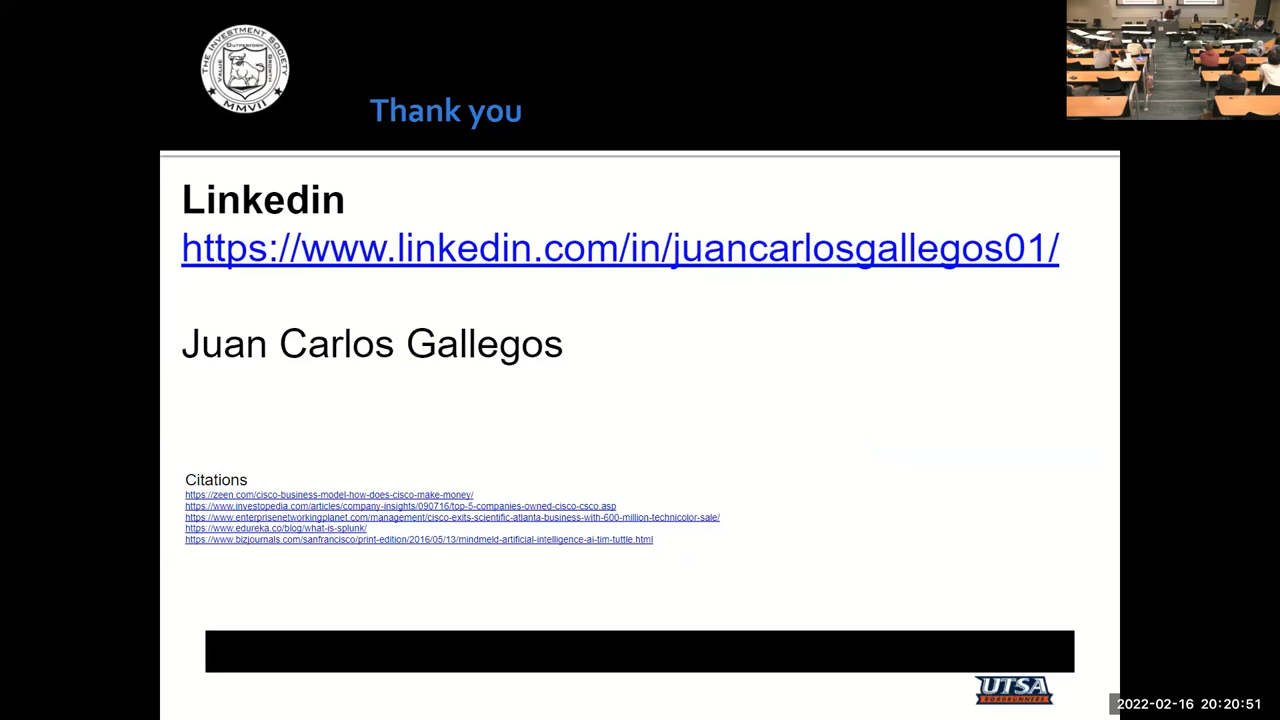 THE INVESTMENT SOCIETY
OUTPERFORM
VALUE
GROWTH
MMVII
Thank you
Linkedin
https://www.linkedin.com/in/juancarlosgallegos01/
Juan Carlos Gallegos
Citations
https://zeen.com/cisco-business-model-how-does-cisco-make-money/
https://www.investopedia.com/articles/company-insights/090716/top-5-companies-owned-cisco-csco.asp
https://www.enterprisenetworkingplanet.com/management/cisco-exits-scientific-atlanta-business-with-600-million-technicolor-sale/
https://www.edureka.co/blog/what-is-splunk/
https://www.bizjournals.com/sanfrancisco/print-edition/2016/05/13/mindmeld-artificial-intelligence-ai-tim-tuttle.html
UTSA
ROADRUNNERS
2022-02-16 20:20:51